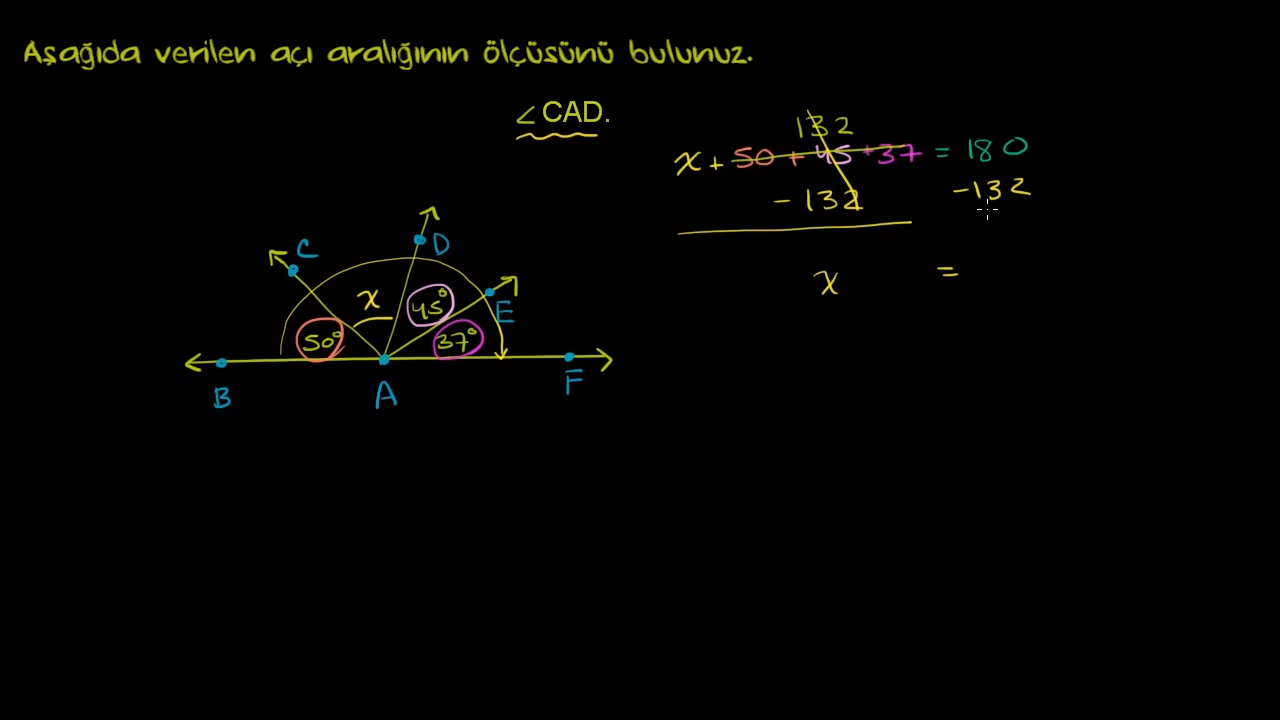 Aşağıda verilen açı aralığının ölçüsünü bulunuz.
∠ CAD.
132
x + 50 + 45 + 37 = 180
- 132 -132
x =
C
D
x
45°
E
50°
37°
B
A
F